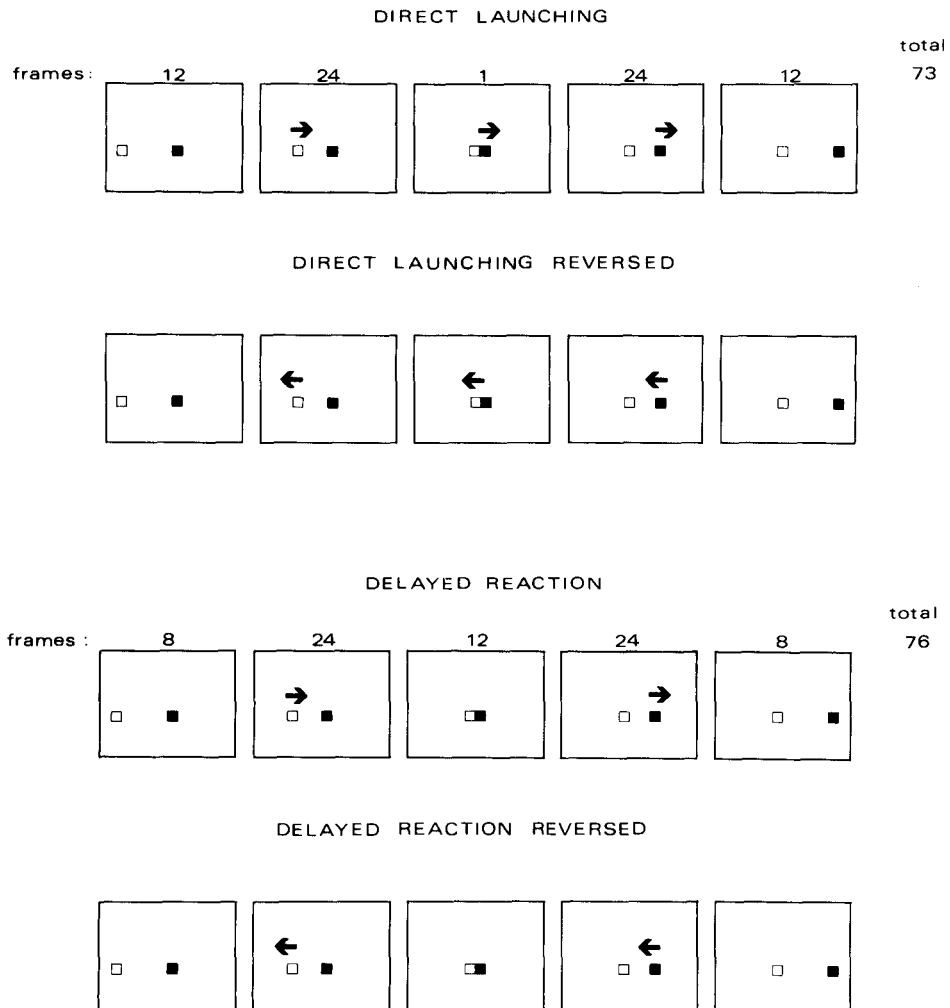 DIRECT LAUNCHING
total
frames: 12 24 1 24 12 73
DIRECT LAUNCHING REVERSED
DELAYED REACTION
total
frames : 8 24 12 24 8 76
DELAYED REACTION REVERSED